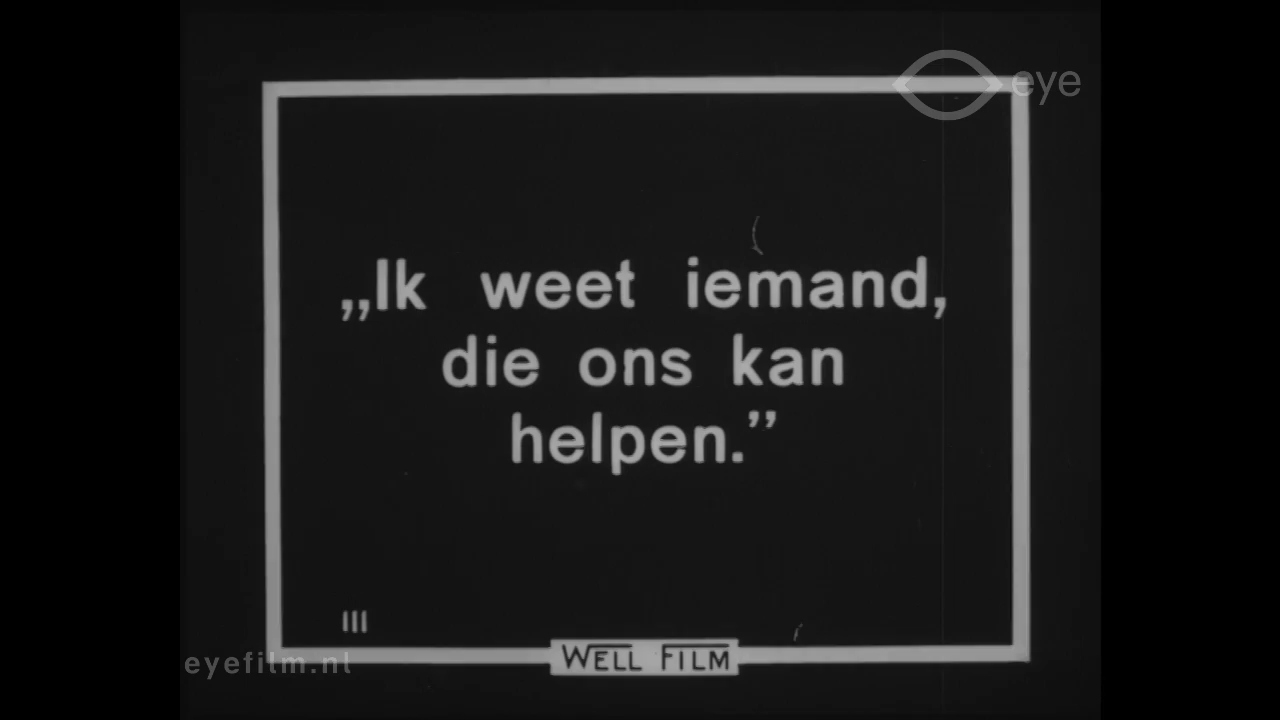 eye
„Ik weet iemand,
die ons kan
helpen.”
III
WELL FILM
eyefilm.nl